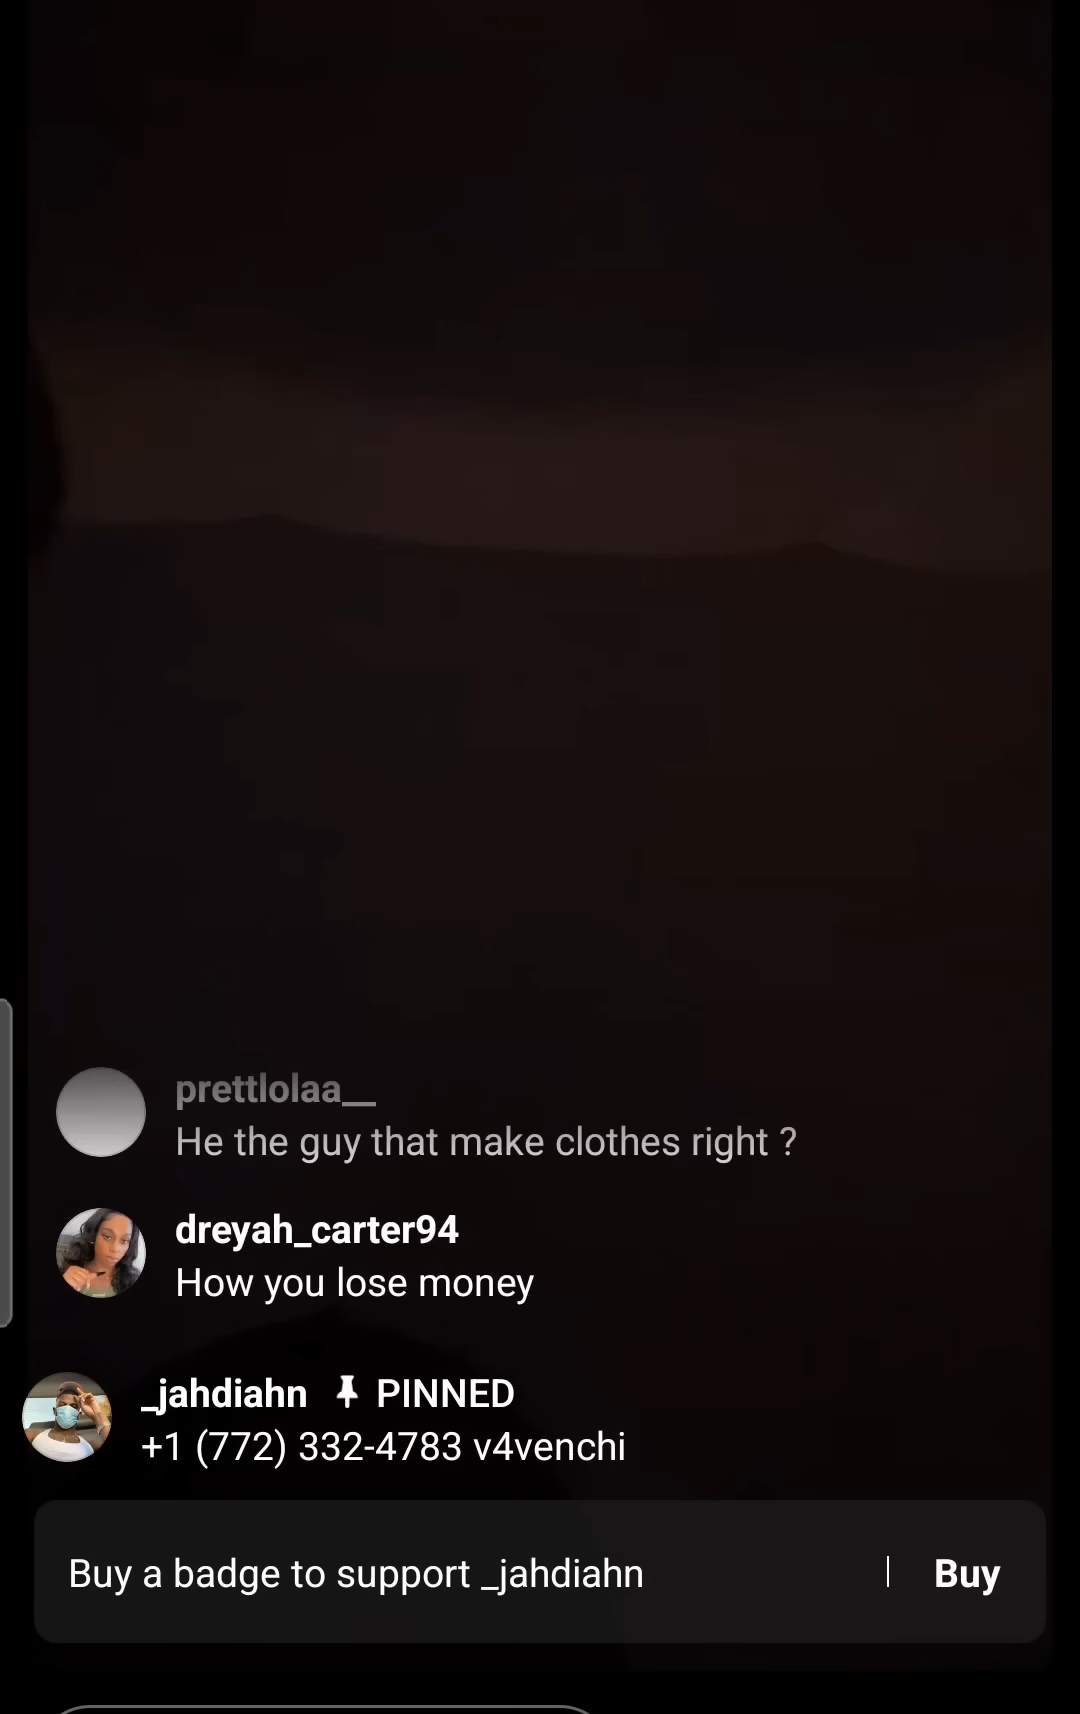 prettlolaa__
He the guy that make clothes right ?
dreyah_carter94
How you lose money
_jahdiahn PINNED
+1 (772) 332-4783 v4venchi
Buy a badge to support _jahdiahn | Buy